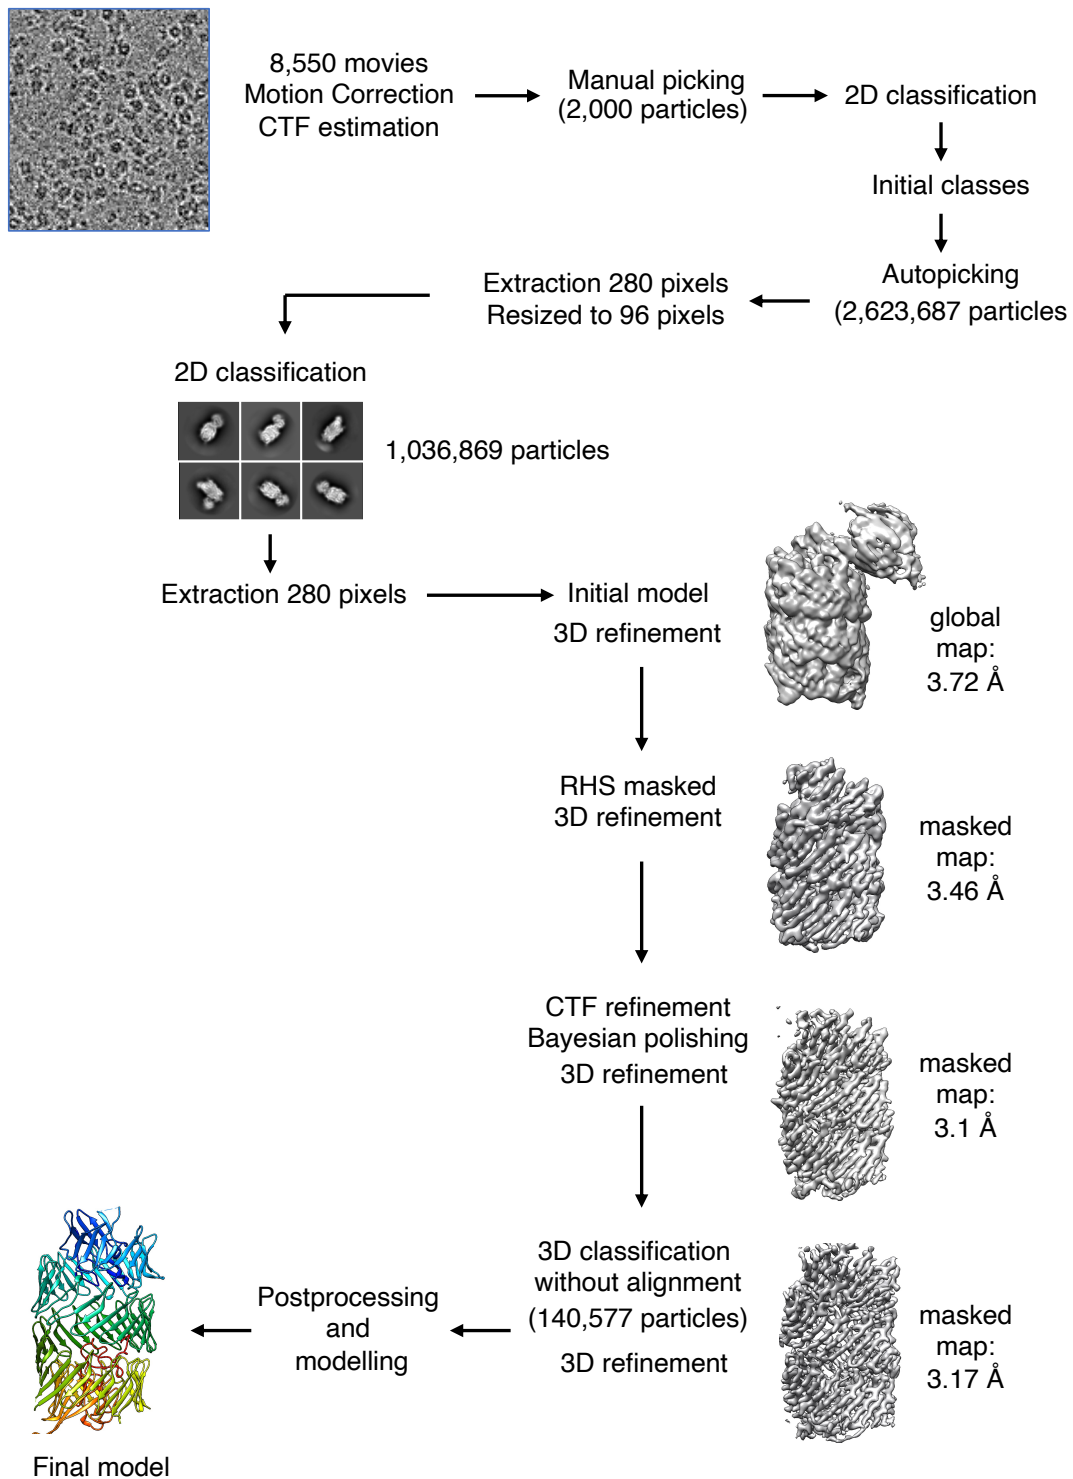 8,550 movies
Motion Correction
CTF estimation
Manual picking
(2,000 particles)
2D classification
Initial classes
Autopicking
(2,623,687 particles
Extraction 280 pixels
Resized to 96 pixels
2D classification
1,036,869 particles
Extraction 280 pixels
Initial model
3D refinement
global
map:
3.72 Å
RHS masked
3D refinement
masked
map:
3.46 Å
CTF refinement
Bayesian polishing
3D refinement
masked
map:
3.1 Å
3D classification
without alignment
(140,577 particles)
3D refinement
masked
map:
3.17 Å
Postprocessing
and
modelling
Final model